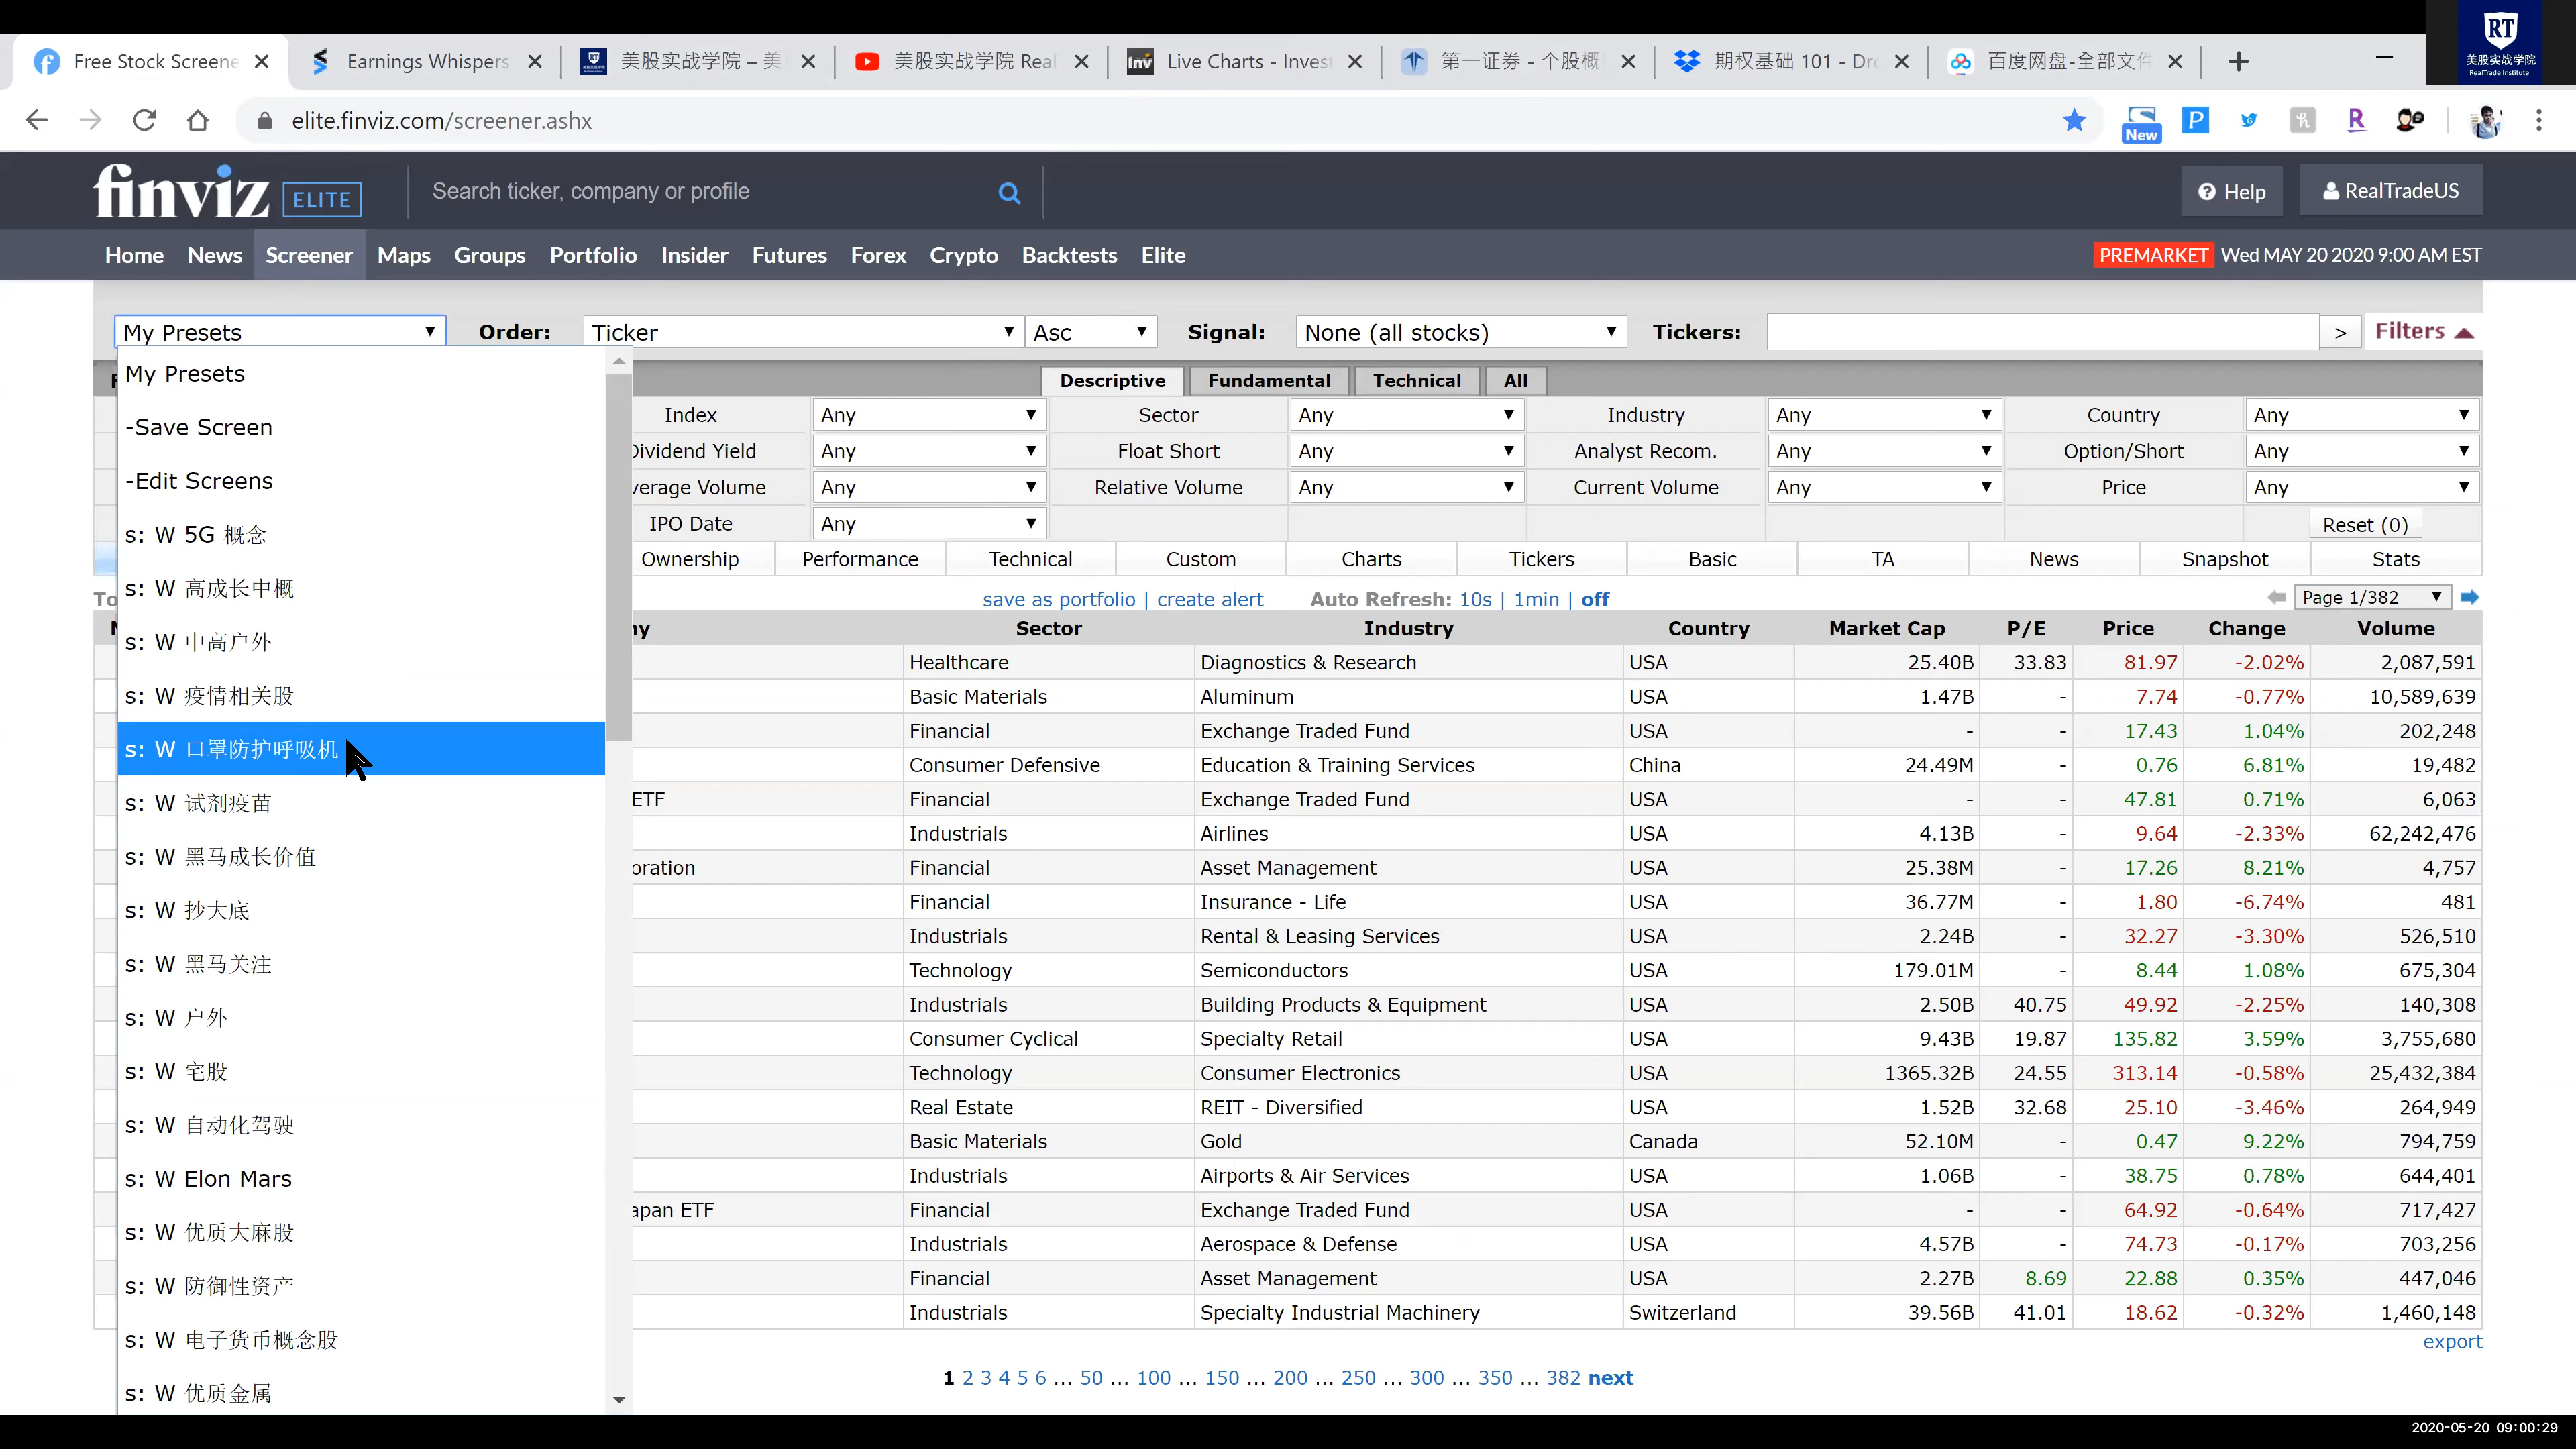 RT
美股实战学院
RealTrade Institute
Free Stock Screene
Earnings Whispers
美股实战学院 – 美
美股实战学院 Real
Live Charts - Invest
第一证券 - 个股概
期权基础 101 - Dro
百度网盘-全部文件
elite.finviz.com/screener.ashx
New
finviz ELITE
Search ticker, company or profile
Help
RealTradeUS
Home News Screener Maps Groups Portfolio Insider Futures Forex Crypto Backtests Elite
PREMARKET Wed MAY 20 2020 9:00 AM EST
My Presets Order: Ticker Asc Signal: None (all stocks) Tickers: > Filters
My Presets
-Save Screen
-Edit Screens
s: W 5G 概念
s: W 高成长中概
s: W 中高户外
s: W 疫情相关股
s: W 口罩防护呼吸机
s: W 试剂疫苗
s: W 黑马成长价值
s: W 抄大底
s: W 黑马关注
s: W 户外
s: W 宅股
s: W 自动化驾驶
s: W Elon Mars
s: W 优质大麻股
s: W 防御性资产
s: W 电子货币概念股
s: W 优质金属
Descriptive Fundamental Technical All
Index Any Sector Any Industry Any Country Any
Dividend Yield Any Float Short Any Analyst Recom. Any Option/Short Any
verage Volume Any Relative Volume Any Current Volume Any Price Any
IPO Date Any Reset (0)
Ownership Performance Technical Custom Charts Tickers Basic TA News Snapshot Stats
To save as portfolio | create alert Auto Refresh: 10s | 1min | off Page 1/382
ny Sector Industry Country Market Cap P/E Price Change Volume
Healthcare Diagnostics & Research USA 25.40B 33.83 81.97 -2.02% 2,087,591
Basic Materials Aluminum USA 1.47B - 7.74 -0.77% 10,589,639
Financial Exchange Traded Fund USA - - 17.43 1.04% 202,248
Consumer Defensive Education & Training Services China 24.49M - 0.76 6.81% 19,482
ETF Financial Exchange Traded Fund USA - - 47.81 0.71% 6,063
Industrials Airlines USA 4.13B - 9.64 -2.33% 62,242,476
oration Financial Asset Management USA 25.38M - 17.26 8.21% 4,757
Financial Insurance - Life USA 36.77M - 1.80 -6.74% 481
Industrials Rental & Leasing Services USA 2.24B - 32.27 -3.30% 526,510
Technology Semiconductors USA 179.01M - 8.44 1.08% 675,304
Industrials Building Products & Equipment USA 2.50B 40.75 49.92 -2.25% 140,308
Consumer Cyclical Specialty Retail USA 9.43B 19.87 135.82 3.59% 3,755,680
Technology Consumer Electronics USA 1365.32B 24.55 313.14 -0.58% 25,432,384
Real Estate REIT - Diversified USA 1.52B 32.68 25.10 -3.46% 264,949
Basic Materials Gold Canada 52.10M - 0.47 9.22% 794,759
Industrials Airports & Air Services USA 1.06B - 38.75 0.78% 644,401
apan ETF Financial Exchange Traded Fund USA - - 64.92 -0.64% 717,427
Industrials Aerospace & Defense USA 4.57B - 74.73 -0.17% 703,256
Financial Asset Management USA 2.27B 8.69 22.88 0.35% 447,046
Industrials Specialty Industrial Machinery Switzerland 39.56B 41.01 18.62 -0.32% 1,460,148
export
1 2 3 4 5 6 ... 50 ... 100 ... 150 ... 200 ... 250 ... 300 ... 350 ... 382 next
2020-05-20 09:00:29